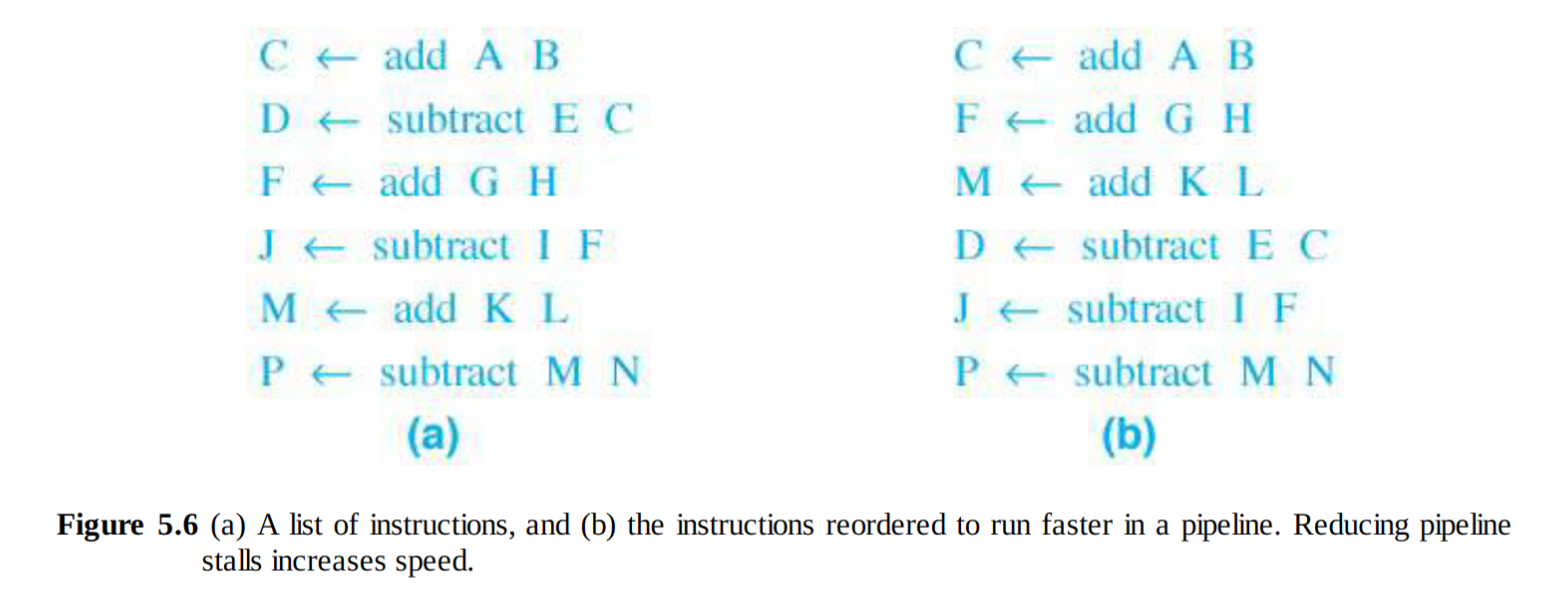 C ← add A B
D ← subtract E C
F ← add G H
J ← subtract I F
M ← add K L
P ← subtract M N
(a)
C ← add A B
F ← add G H
M ← add K L
D ← subtract E C
J ← subtract I F
P ← subtract M N
(b)
Figure 5.6 (a) A list of instructions, and (b) the instructions reordered to run faster in a pipeline. Reducing pipeline
stalls increases speed.